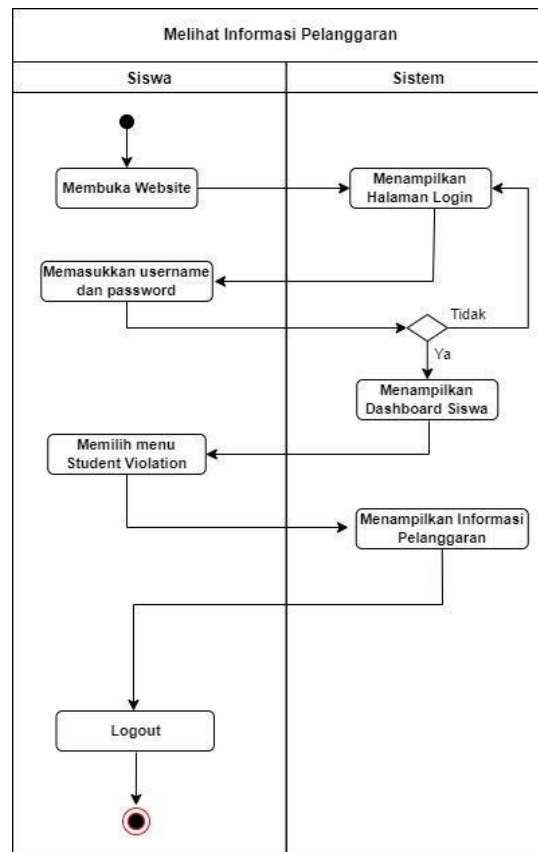 Melihat Informasi Pelanggaran
Siswa
Sistem
Membuka Website
Menampilkan
Halaman Login
Memasukkan username
dan password
Tidak
Ya
Menampilkan
Dashboard Siswa
Memilih menu
Student Violation
Menampilkan Informasi
Pelanggaran
Logout